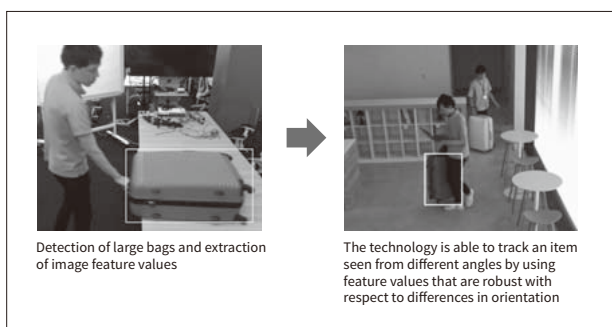 Detection of large bags and extraction
of image feature values
The technology is able to track an item
seen from different angles by using
feature values that are robust with
respect to differences in orientation